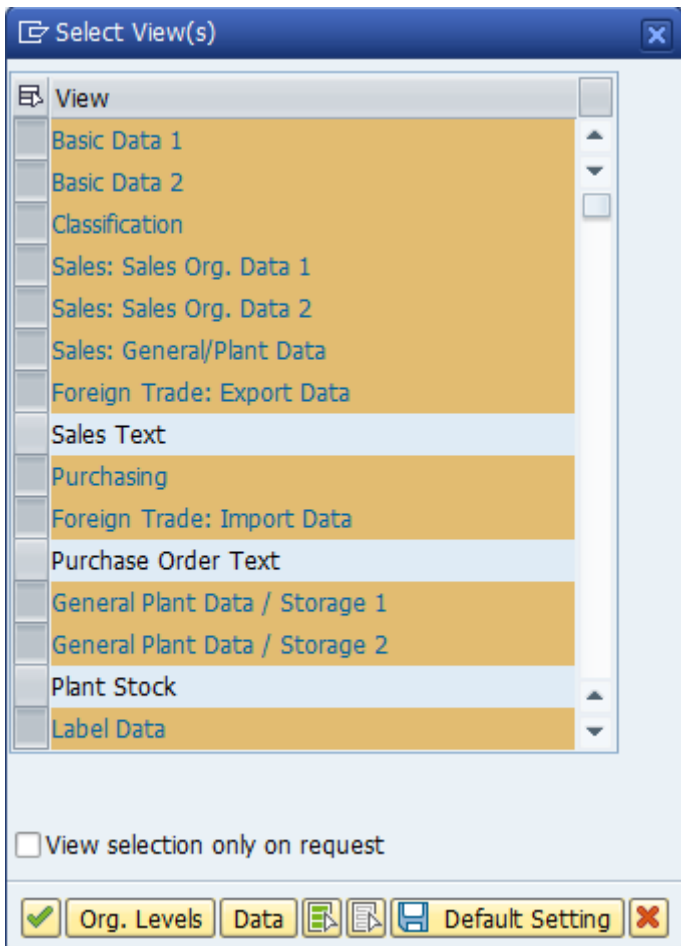 Select View(s)
View
Basic Data 1
Basic Data 2
Classification
Sales: Sales Org. Data 1
Sales: Sales Org. Data 2
Sales: General/Plant Data
Foreign Trade: Export Data
Sales Text
Purchasing
Foreign Trade: Import Data
Purchase Order Text
General Plant Data / Storage 1
General Plant Data / Storage 2
Plant Stock
Label Data
View selection only on request
Org. Levels Data Default Setting